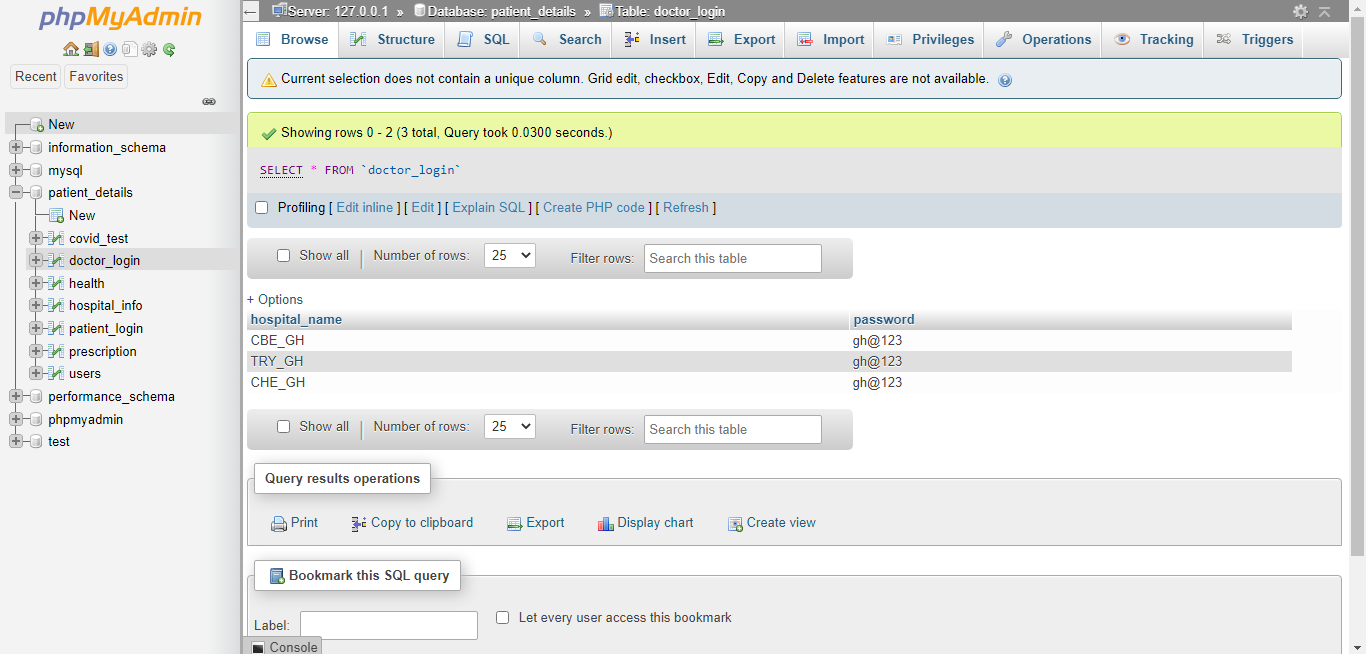 phpMyAdmin
Recent Favorites
New
information_schema
mysql
patient_details
New
covid_test
doctor_login
health
hospital_info
patient_login
prescription
users
performance_schema
phpmyadmin
test
Server: 127.0.0.1 » Database: patient_details » Table: doctor_login
Browse Structure SQL Search Insert Export Import Privileges Operations Tracking Triggers
Current selection does not contain a unique column. Grid edit, checkbox, Edit, Copy and Delete features are not available.
Showing rows 0 - 2 (3 total, Query took 0.0300 seconds.)
SELECT * FROM `doctor_login`
Profiling [ Edit inline ] [ Edit ] [ Explain SQL ] [ Create PHP code ] [ Refresh ]
Show all | Number of rows: 25 Filter rows: Search this table
+ Options
hospital_name password
CBE_GH gh@123
TRY_GH gh@123
CHE_GH gh@123
Show all | Number of rows: 25 Filter rows: Search this table
Query results operations
Print Copy to clipboard Export Display chart Create view
Bookmark this SQL query
Label: Let every user access this bookmark
Console